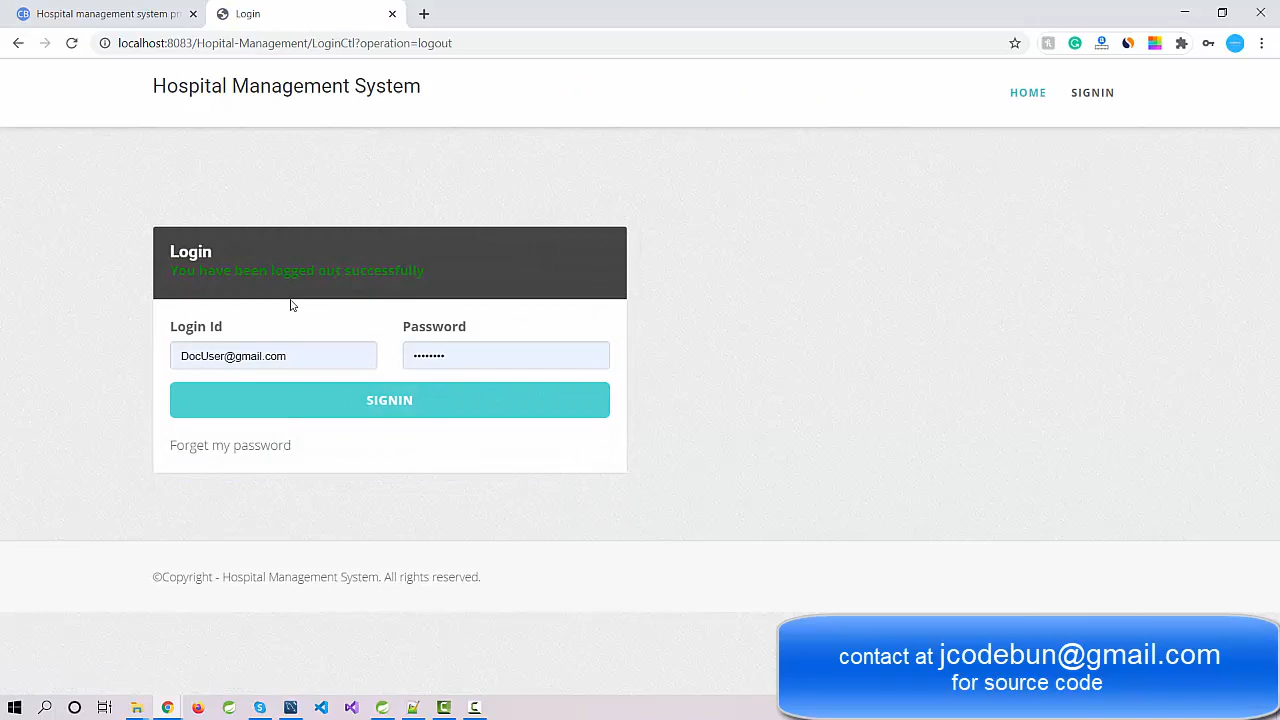 Hospital management system pr
Login
localhost:8083/Hopital-Management/LoginCtl?operation=logout
Hospital Management System
HOME
SIGNIN
Login
You have been logged out successfully
Login Id
Password
DocUser@gmail.com
••••••••
SIGNIN
Forget my password
©Copyright - Hospital Management System. All rights reserved.
contact at jcodebun@gmail.com
for source code